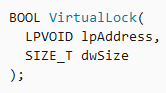 BOOL VirtualLock(
  LPVOID lpAddress,
  SIZE_T dwSize
);